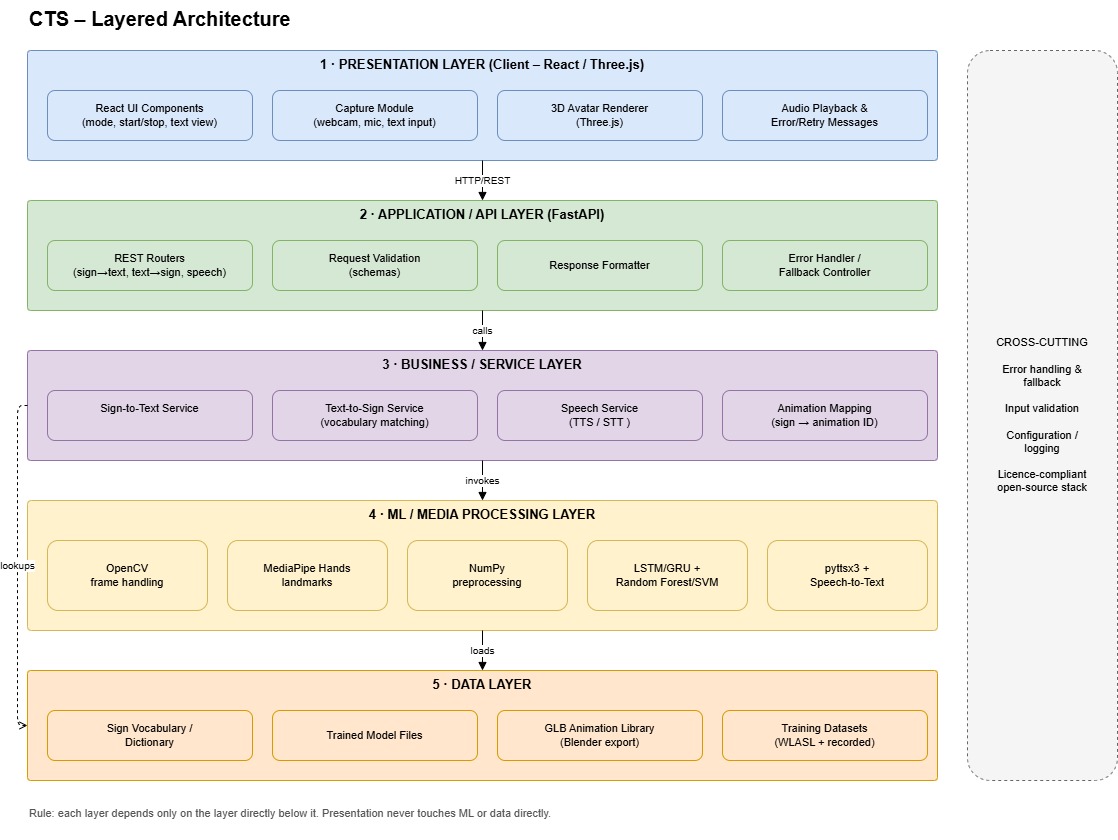 CTS – Layered Architecture
1 · PRESENTATION LAYER (Client – React / Three.js)
React UI Components
(mode, start/stop, text view)
Capture Module
(webcam, mic, text input)
3D Avatar Renderer
(Three.js)
Audio Playback &
Error/Retry Messages
HTTP/REST
2 · APPLICATION / API LAYER (FastAPI)
REST Routers
(sign→text, text→sign, speech)
Request Validation
(schemas)
Response Formatter
Error Handler /
Fallback Controller
calls
3 · BUSINESS / SERVICE LAYER
Sign-to-Text Service
Text-to-Sign Service
(vocabulary matching)
Speech Service
(TTS / STT )
Animation Mapping
(sign → animation ID)
invokes
4 · ML / MEDIA PROCESSING LAYER
OpenCV
frame handling
MediaPipe Hands
landmarks
NumPy
preprocessing
LSTM/GRU +
Random Forest/SVM
pyttsx3 +
Speech-to-Text
lookups
loads
5 · DATA LAYER
Sign Vocabulary /
Dictionary
Trained Model Files
GLB Animation Library
(Blender export)
Training Datasets
(WLASL + recorded)
CROSS-CUTTING
Error handling &
fallback
Input validation
Configuration /
logging
Licence-compliant
open-source stack
Rule: each layer depends only on the layer directly below it. Presentation never touches ML or data directly.